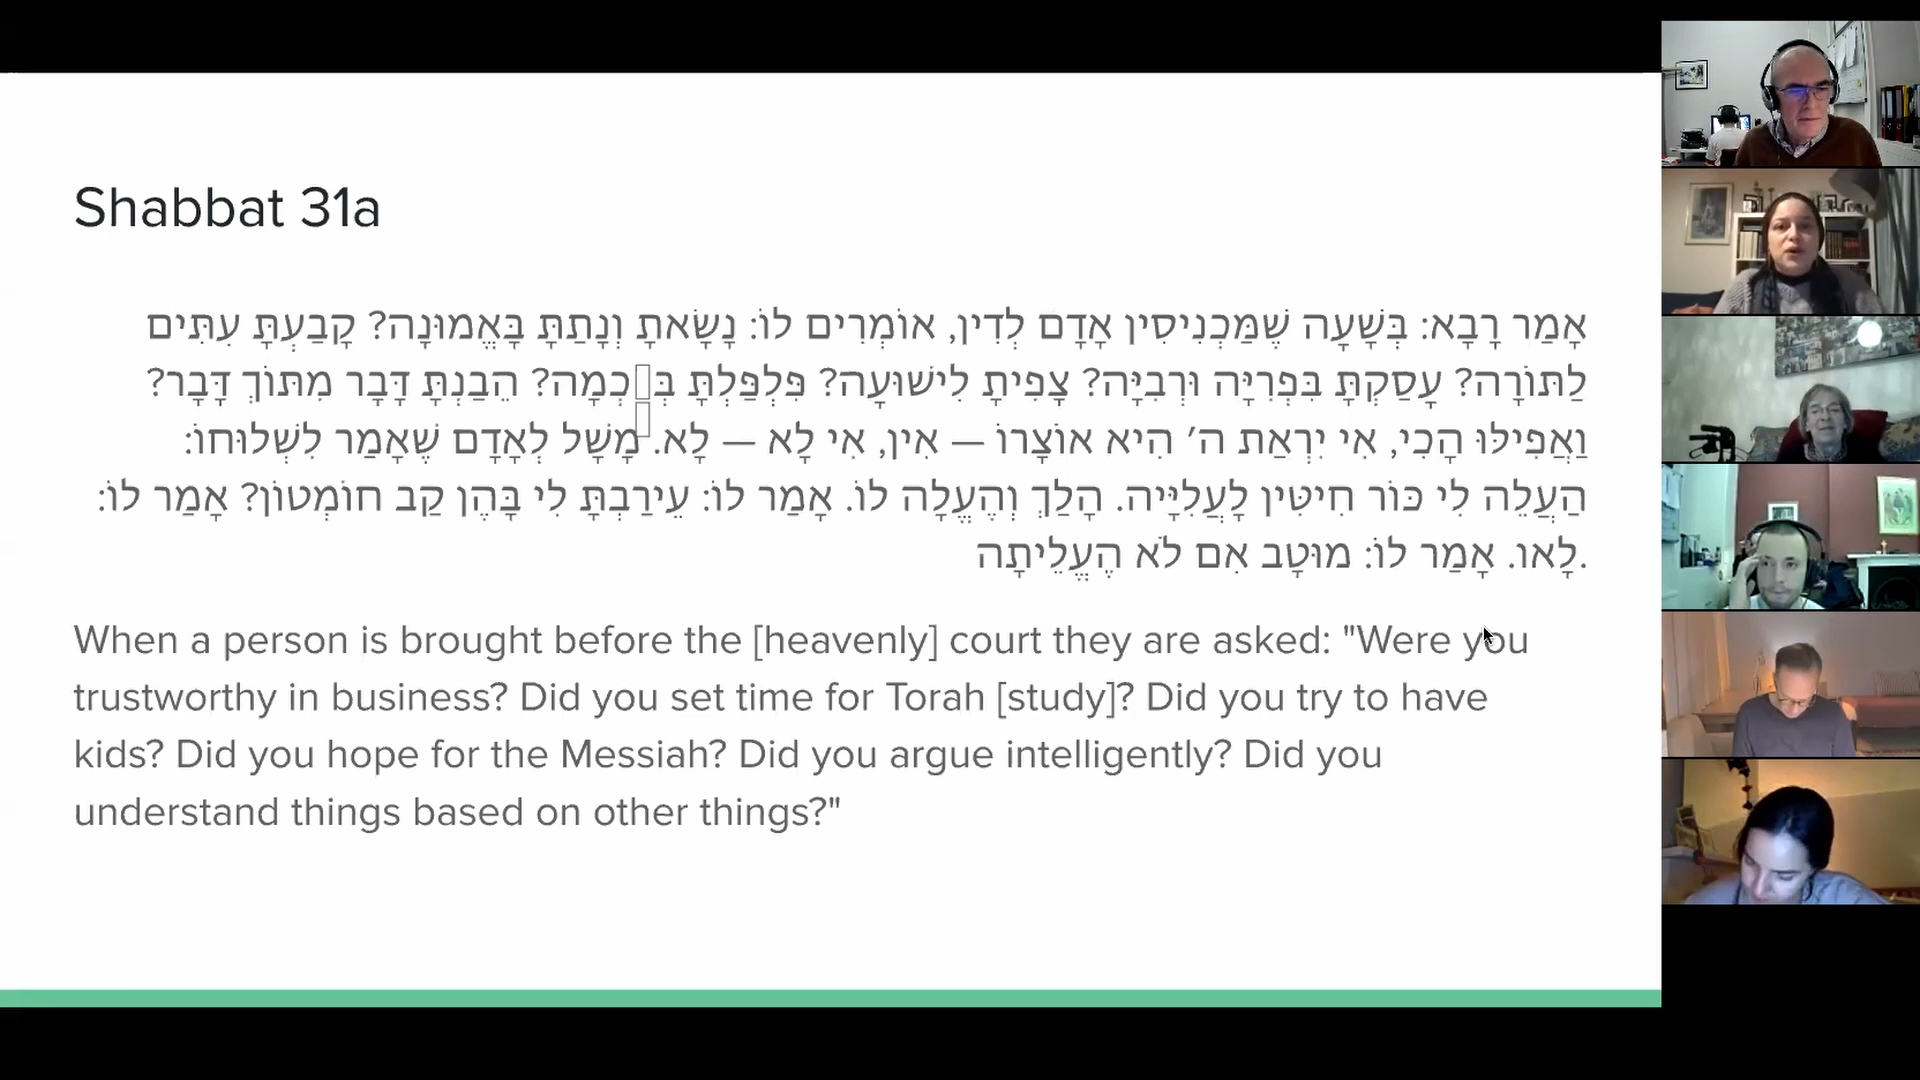 Shabbat 31a
אָמַר רָבָא: בְּשָׁעָה שֶׁמַּכְנִיסִין אָדָם לְדִין, אוֹמְרִים לוֹ: נָשָׂאתָ וְנָתַתָּ בָּאֱמוּנָה? קָבַעְתָּ עִתִּים
לַתּוֹרָה? עָסַקְתָּ בִּפְרִיָּה וּרְבִיָּה? צָפִיתָ לִישׁוּעָה? פִּלְפַּלְתָּ בְּ▯כְמָה? הֵבַנְתָּ דָּבָר מִתּוֹךְ דָּבָר?
וַאֲפִילּוּ הָכִי, אִי יִרְאַת ה׳ הִיא אוֹצָרוֹ — אִין, אִי לָא — לָא. מָשָׁל לְאָדָם שֶׁאָמַר לִשְׁלוּחוֹ:
הַעֲלֵה לִי כּוֹר חִיטִּין לָעֲלִיָּיה. הָלַךְ וְהֶעֱלָה לוֹ. אָמַר לוֹ: עֵירַבְתָּ לִי בָּהֶן קַב חוֹמְטוֹן? אָמַר לוֹ:
.לָאו. אָמַר לוֹ: מוּטָב אִם לֹא הֶעֱלֵיתָה
When a person is brought before the [heavenly] court they are asked: "Were you
trustworthy in business? Did you set time for Torah [study]? Did you try to have
kids? Did you hope for the Messiah? Did you argue intelligently? Did you
understand things based on other things?"